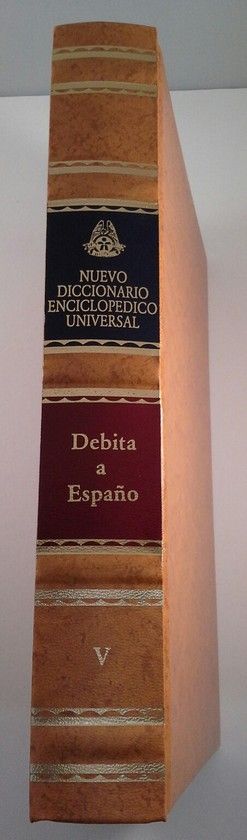 NUEVO
DICCIONARIO
ENCICLOPEDICO
UNIVERSAL
Debita
a
Españo
V